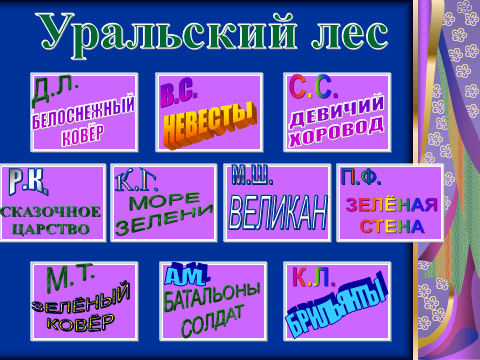 Уральский лес
Д.Л.
БЕЛОСНЕЖНЫЙ
КОВЁР
В.С.
НЕВЕСТЫ
С.С.
ДЕВИЧИЙ
ХОРОВОД
Р.К.
СКАЗОЧНОЕ
ЦАРСТВО
К.Г.
МОРЕ
ЗЕЛЕНИ
М.Ш.
ВЕЛИКАН
П.Ф.
ЗЕЛЁНАЯ
СТЕНА
М.Т.
ЗЕЛЁНЫЙ
КОВЁР
А.М.
БАТАЛЬОНЫ
СОЛДАТ
К.Л.
БРИЛЬЯНТЫ